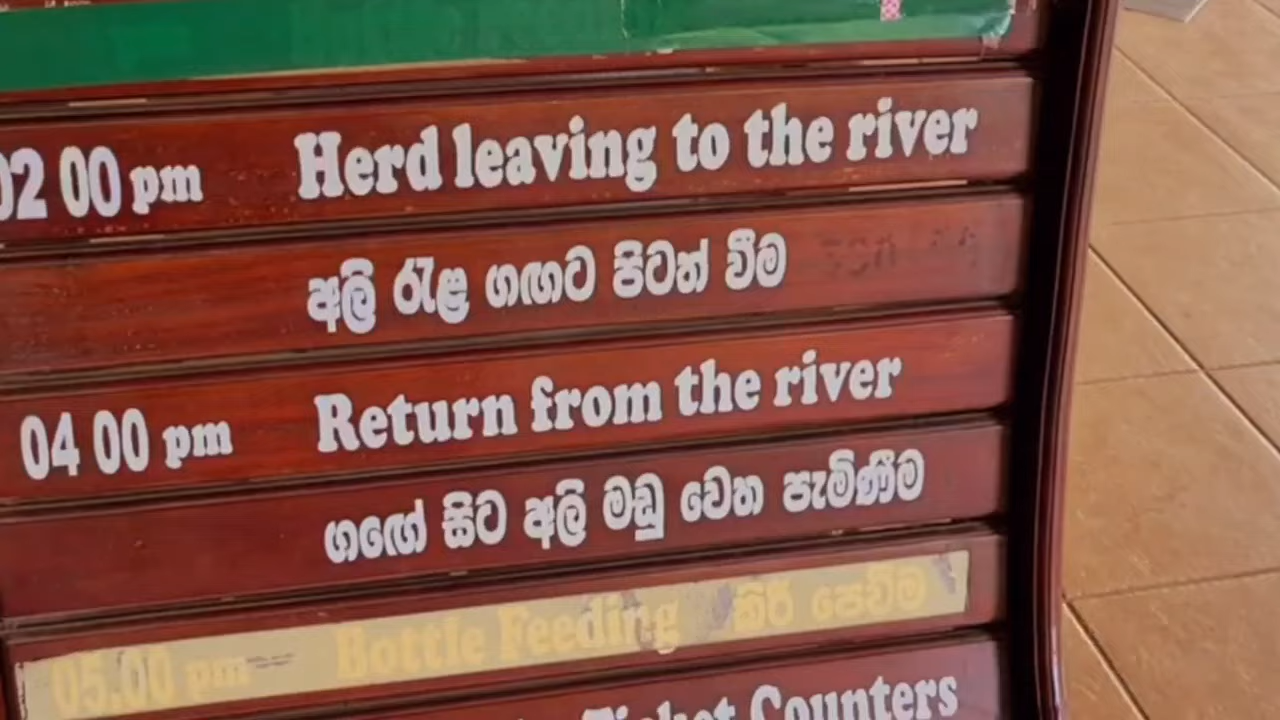 02 00 pm Herd leaving to the river
අලි රැළ ගඟට පිටත් වීම
04 00 pm Return from the river
ගඟේ සිට අලි මඩු වෙත පැමිණීම
05.00 pm Bottle Feeding කිරි පෙවීම
Ticket Counters